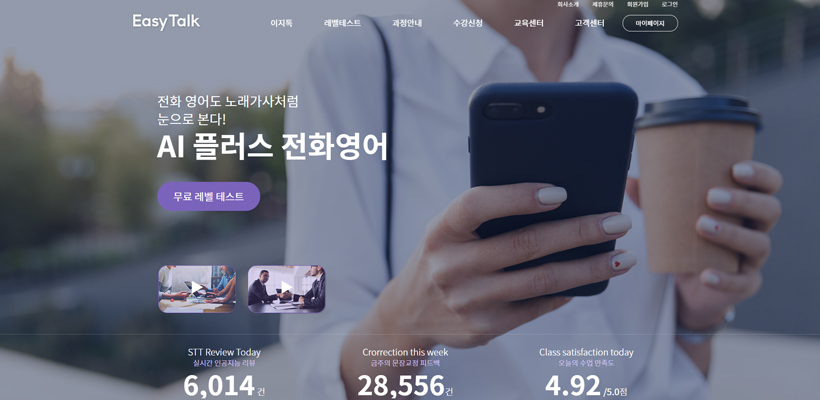 회사소개 제휴문의 회원가입 로그인
EasyTalk 이지톡 레벨테스트 과정안내 수강신청 교육센터 고객센터 마이페이지
전화 영어도 노래가사처럼
눈으로 본다!
AI 플러스 전화영어
무료 레벨 테스트
STT Review Today Crorrection this week Class satisfaction today
실시간 인공지능 리뷰 금주의 문장교정 피드백 오늘의 수업 만족도
6,014 건 28,556 건 4.92 /5.0점